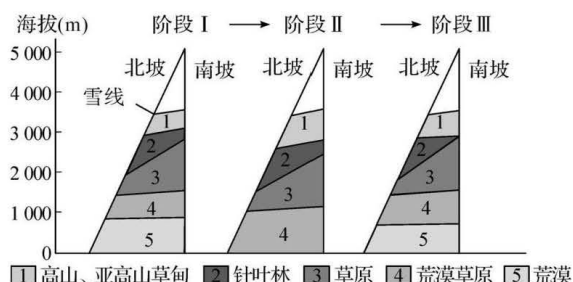 海拔(m) 阶段Ⅰ → 阶段Ⅱ → 阶段Ⅲ
5 000
4 000
3 000
2 000
1 000
0
北坡 南坡 北坡 南坡 北坡 南坡
雪线
1 1 1
2 2 2
3 3 3
4 4 4
5 5
1 高山、亚高山草甸 2 针叶林 3 草原 4 荒漠草原 5 荒漠